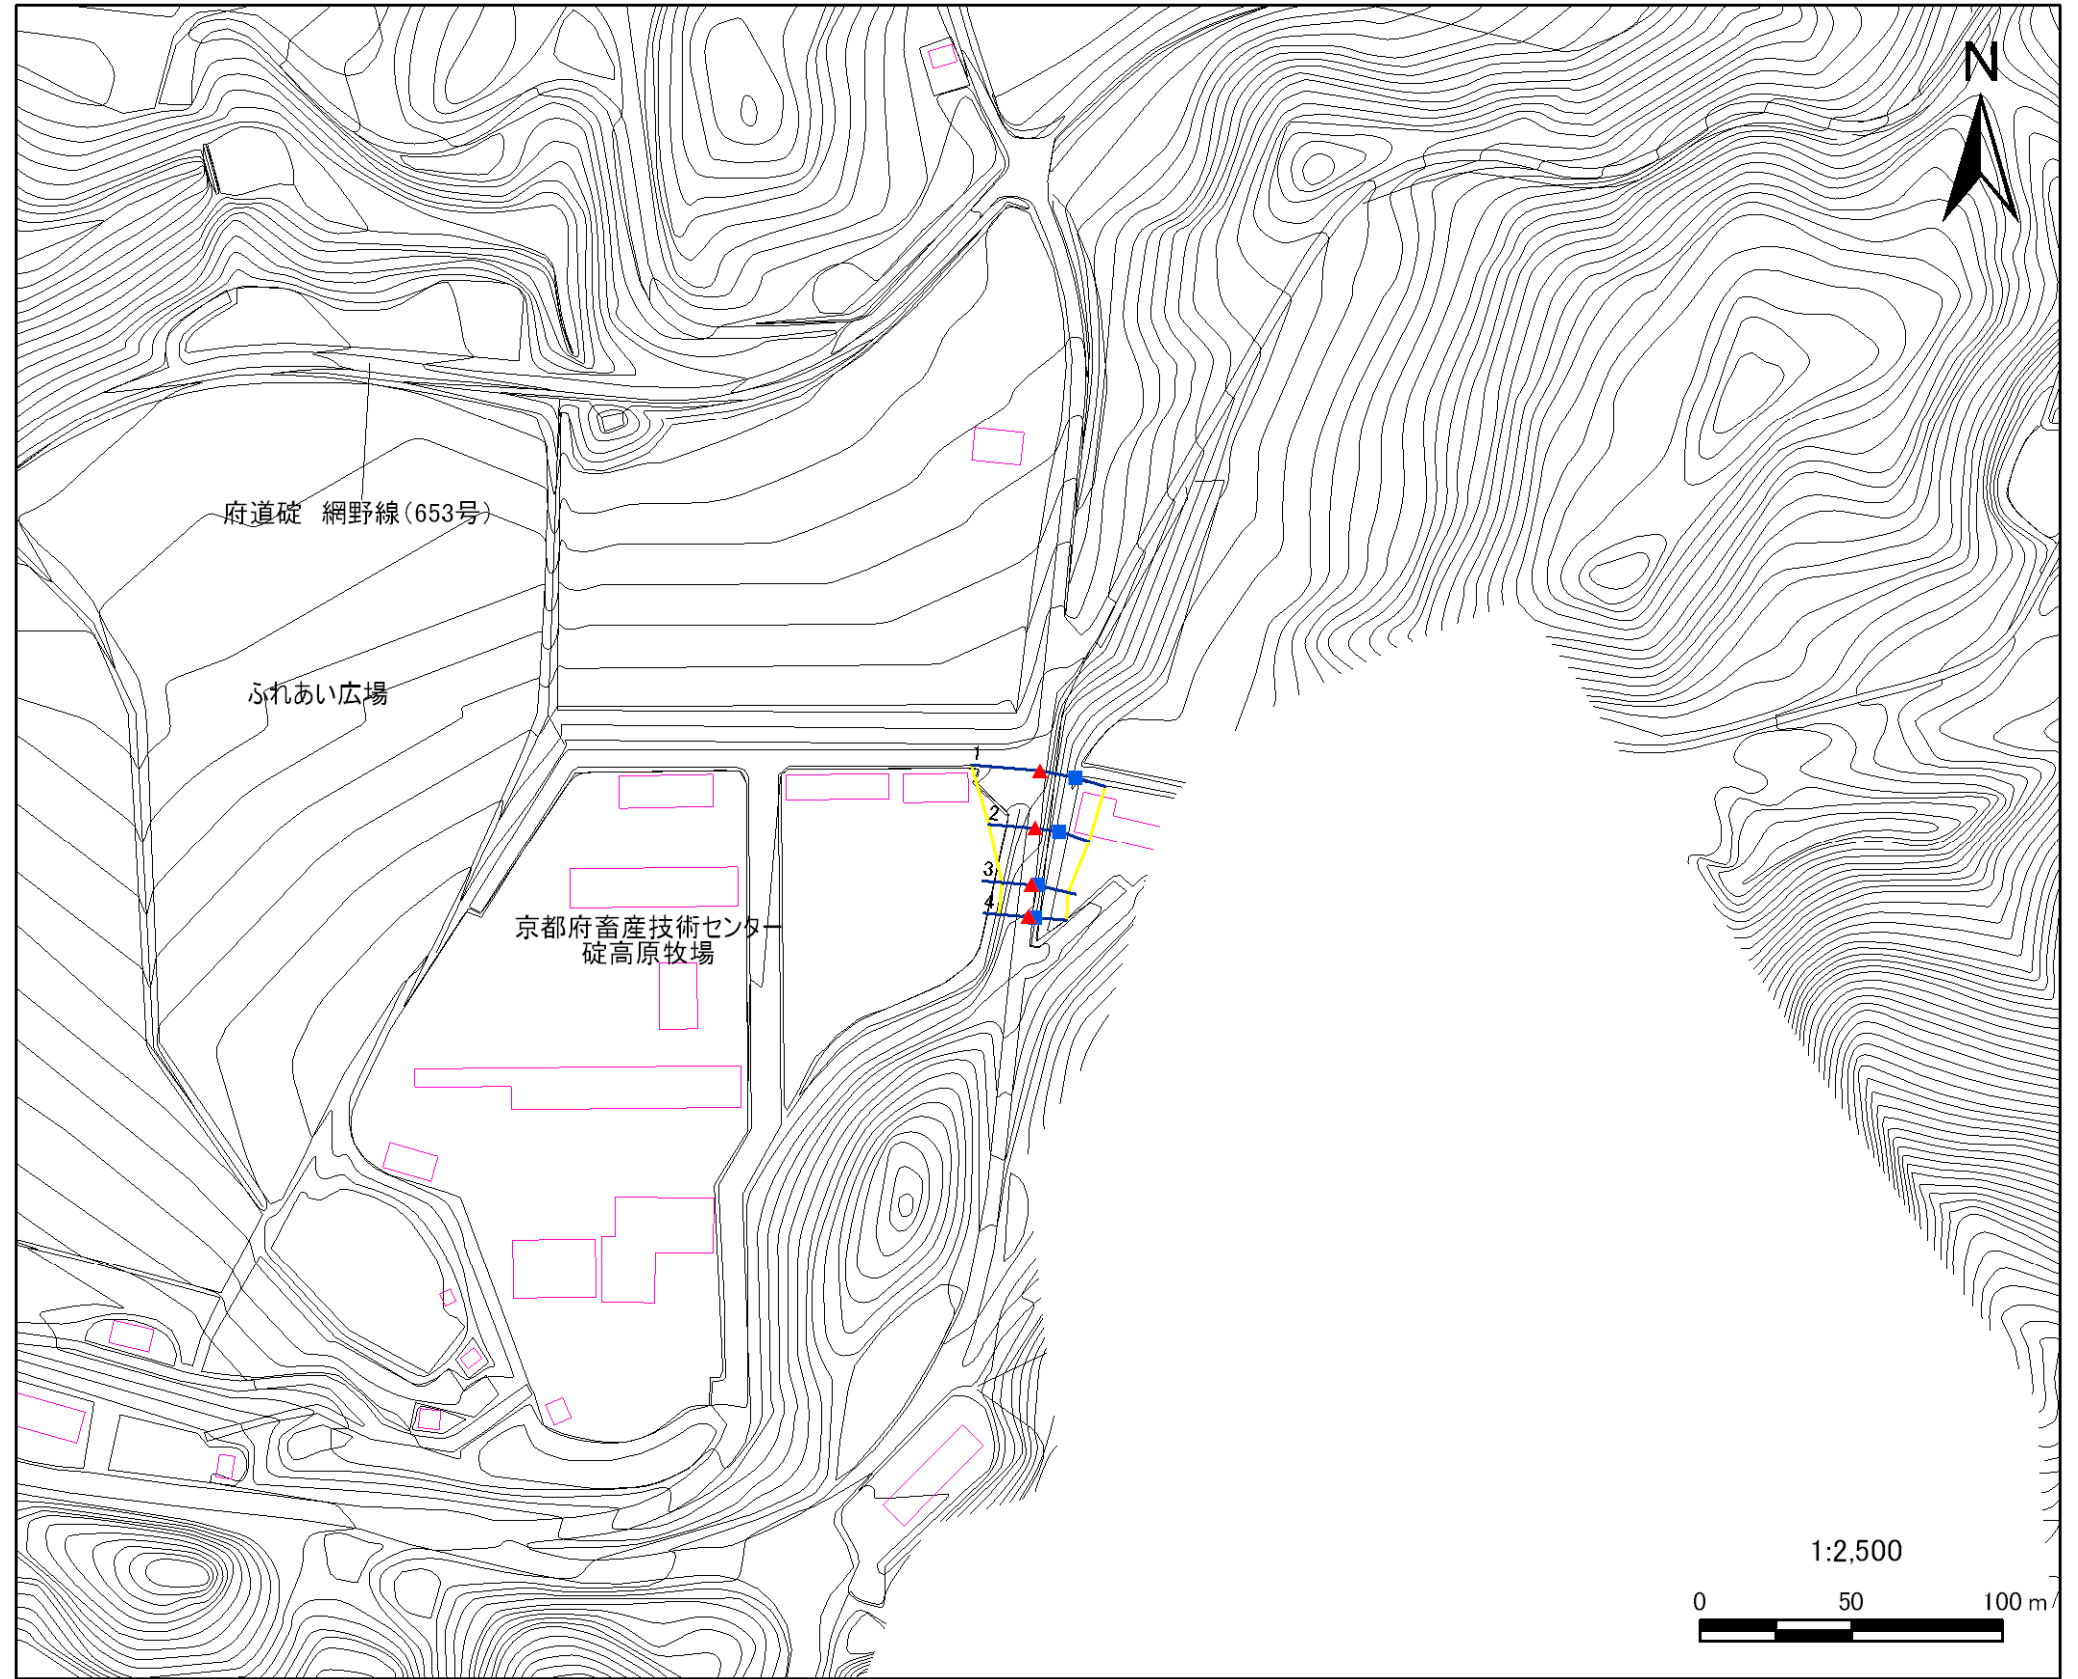 N
府道碇 網野線(653号)
ふれあい広場
1
2
3
4
京都府畜産技術センター
碇高原牧場
1:2,500
0 50 100 m